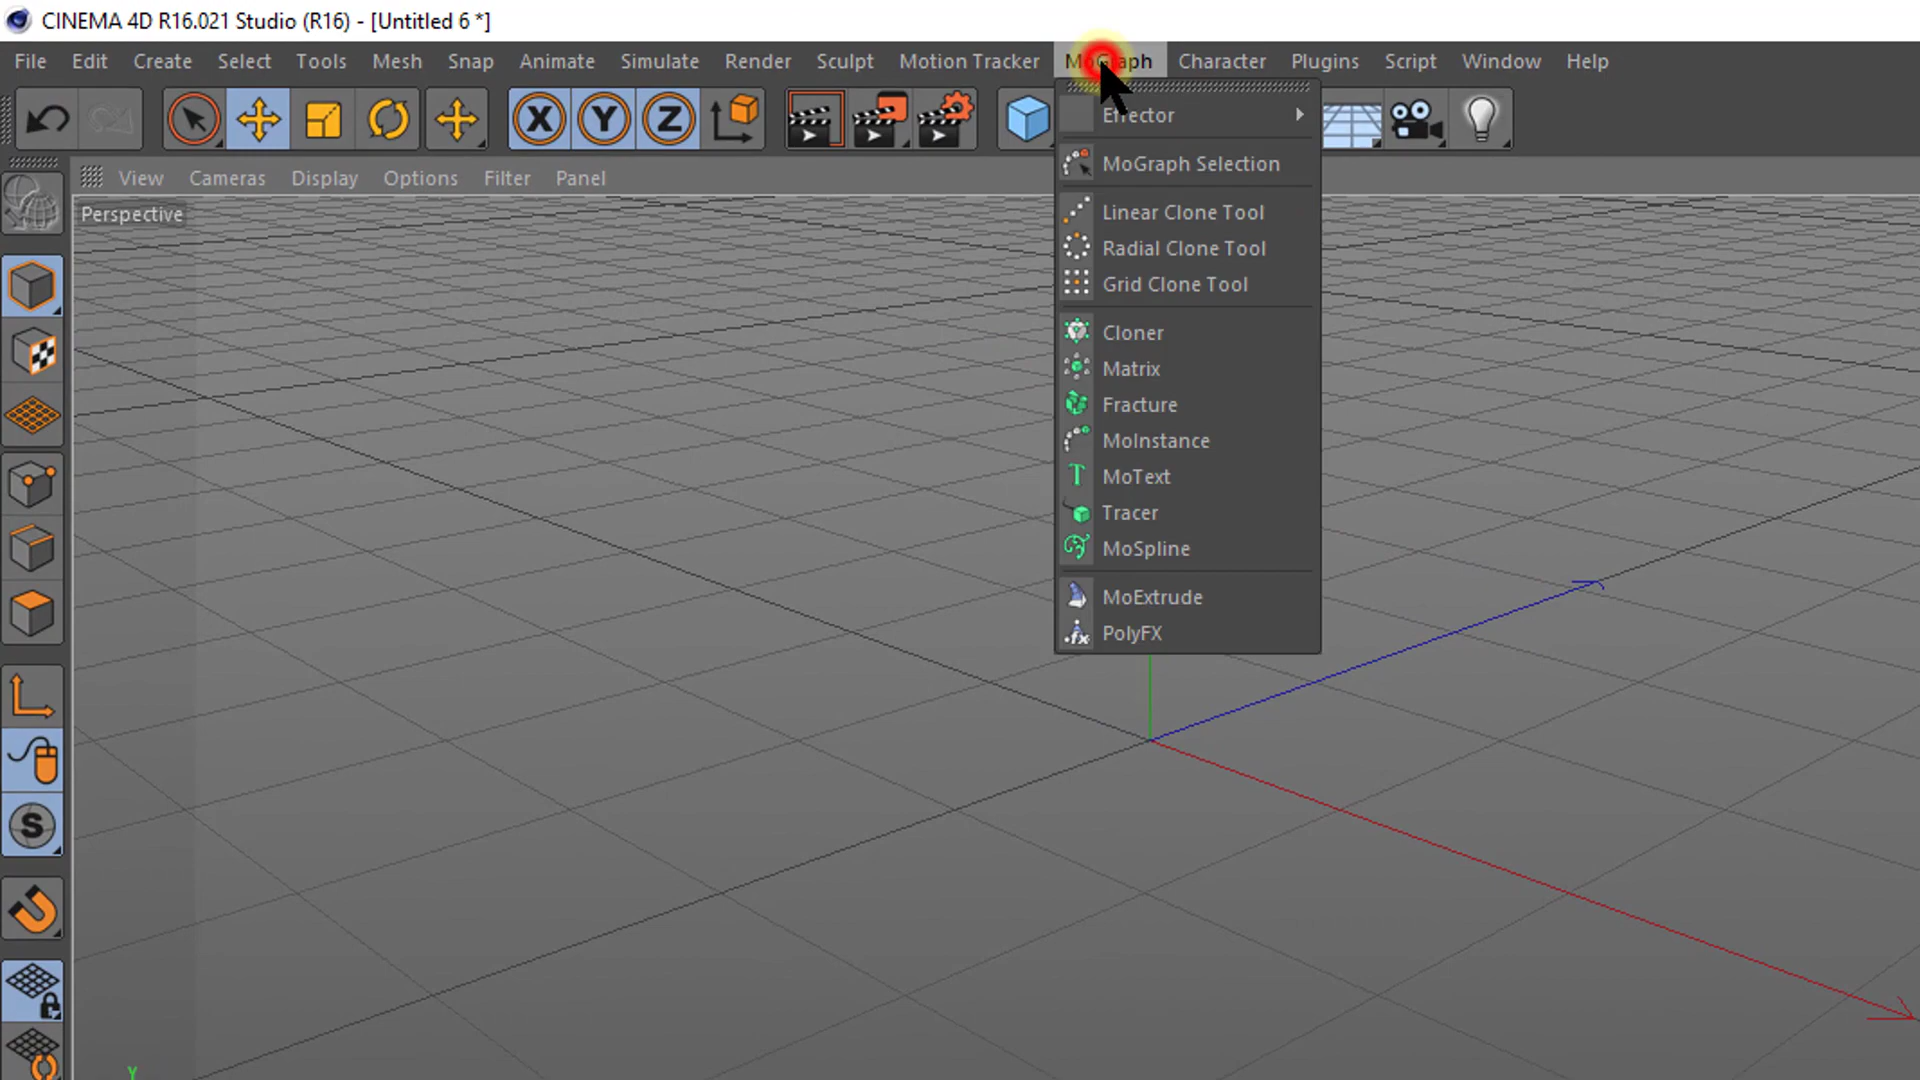 CINEMA 4D R16.021 Studio (R16) - [Untitled 6 *]
File Edit Create Select Tools Mesh Snap Animate Simulate Render Sculpt Motion Tracker MoGraph Character Plugins Script Window Help
X Y Z
View Cameras Display Options Filter Panel
Perspective
Effector
MoGraph Selection
Linear Clone Tool
Radial Clone Tool
Grid Clone Tool
Cloner
Matrix
Fracture
MoInstance
MoText
Tracer
MoSpline
MoExtrude
PolyFX
S
Y